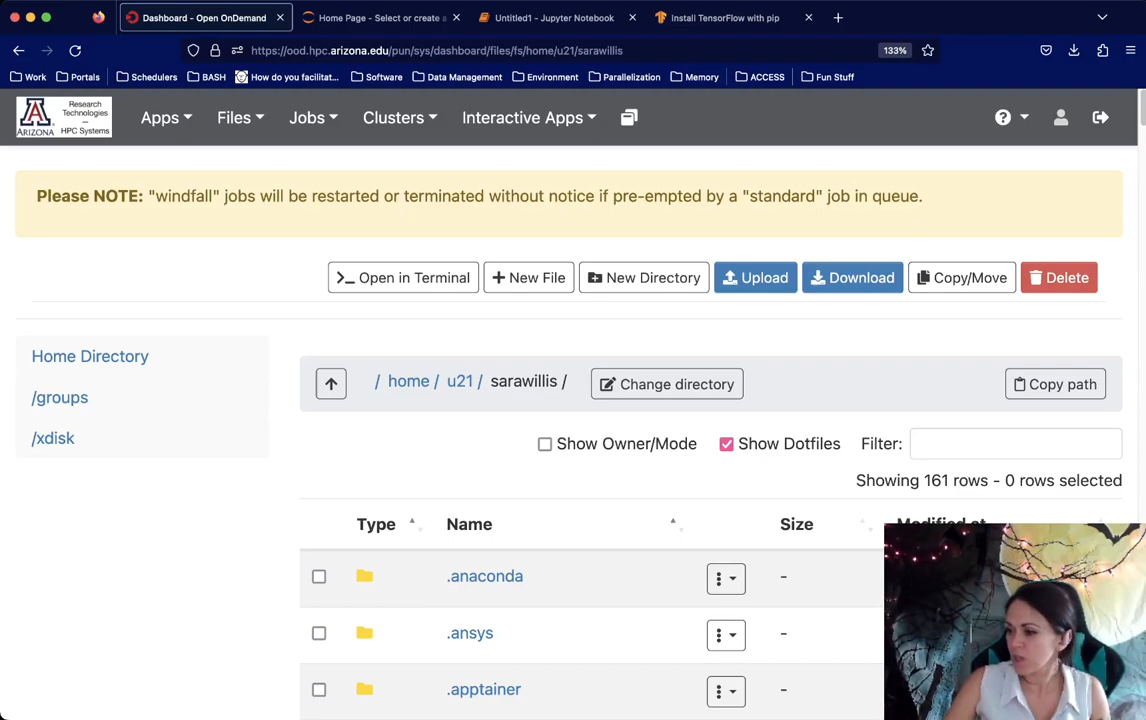 Dashboard - Open OnDemand
Home Page - Select or create a
Untitled1 - Jupyter Notebook
Install TensorFlow with pip
https://ood.hpc.arizona.edu/pun/sys/dashboard/files/fs/home/u21/sarawillis
133%
Work Portals Schedulers BASH How do you facilitat... Software Data Management Environment Parallelization Memory ACCESS Fun Stuff
ARIZONA
Research
Technologies
—
HPC Systems
Apps Files Jobs Clusters Interactive Apps
Please NOTE: "windfall" jobs will be restarted or terminated without notice if pre-empted by a "standard" job in queue.
>_ Open in Terminal + New File New Directory Upload Download Copy/Move Delete
Home Directory
/groups
/xdisk
/ home / u21 / sarawillis / Change directory Copy path
Show Owner/Mode Show Dotfiles Filter:
Showing 161 rows - 0 rows selected
Type Name Size Modified at
.anaconda -
.ansys -
.apptainer -